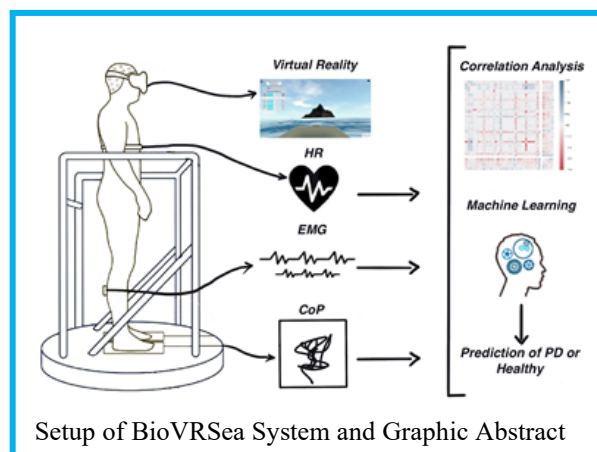 Virtual Reality
HR
EMG
CoP
Correlation Analysis
Machine Learning
Prediction of PD or
Healthy
Setup of BioVRSea System and Graphic Abstract